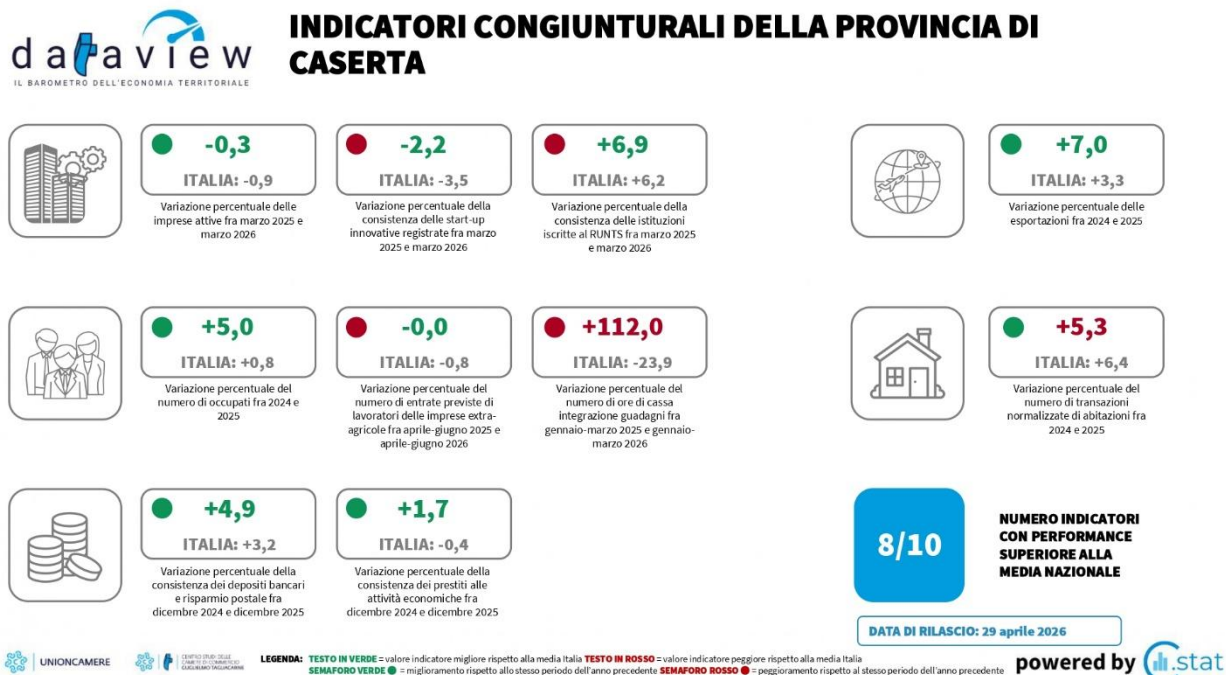 dataview
IL BAROMETRO DELL'ECONOMIA TERRITORIALE
INDICATORI CONGIUNTURALI DELLA PROVINCIA DI
CASERTA
-0,3
ITALIA: -0,9
Variazione percentuale delle
imprese attive fra marzo 2025 e
marzo 2026
-2,2
ITALIA: -3,5
Variazione percentuale della
consistenza delle start-up
innovative registrate fra marzo
2025 e marzo 2026
+6,9
ITALIA: +6,2
Variazione percentuale della
consistenza delle istituzioni
iscritte al RUNTS fra marzo 2025
e marzo 2026
+7,0
ITALIA: +3,3
Variazione percentuale delle
esportazioni fra 2024 e 2025
+5,0
ITALIA: +0,8
Variazione percentuale del
numero di occupati fra 2024 e
2025
-0,0
ITALIA: -0,8
Variazione percentuale del
numero di entrate previste di
lavoratori delle imprese extra-
agricole fra aprile-giugno 2025 e
aprile-giugno 2026
+112,0
ITALIA: -23,9
Variazione percentuale del
numero di ore di cassa
integrazione guadagni fra
gennaio-marzo 2025 e gennaio-
marzo 2026
+5,3
ITALIA: +6,4
Variazione percentuale del
numero di transazioni
normalizzate di abitazioni fra
2024 e 2025
+4,9
ITALIA: +3,2
Variazione percentuale della
consistenza dei depositi bancari
e risparmio postale fra
dicembre 2024 e dicembre 2025
+1,7
ITALIA: -0,4
Variazione percentuale della
consistenza dei prestiti alle
attività economiche fra
dicembre 2024 e dicembre 2025
8/10
NUMERO INDICATORI
CON PERFORMANCE
SUPERIORE ALLA
MEDIA NAZIONALE
DATA DI RILASCIO: 29 aprile 2026
UNIONCAMERE
CENTRO STUDI DELLE
CAMERE DI COMMERCIO
GUGLIELMO TAGLIACARNE
LEGENDA: TESTO IN VERDE = valore indicatore migliore rispetto alla media Italia TESTO IN ROSSO = valore indicatore peggiore rispetto alla media Italia
SEMAFORO VERDE = miglioramento rispetto allo stesso periodo dell'anno precedente SEMAFORO ROSSO = peggioramento rispetto al stesso periodo dell'anno precedente
powered by .stat